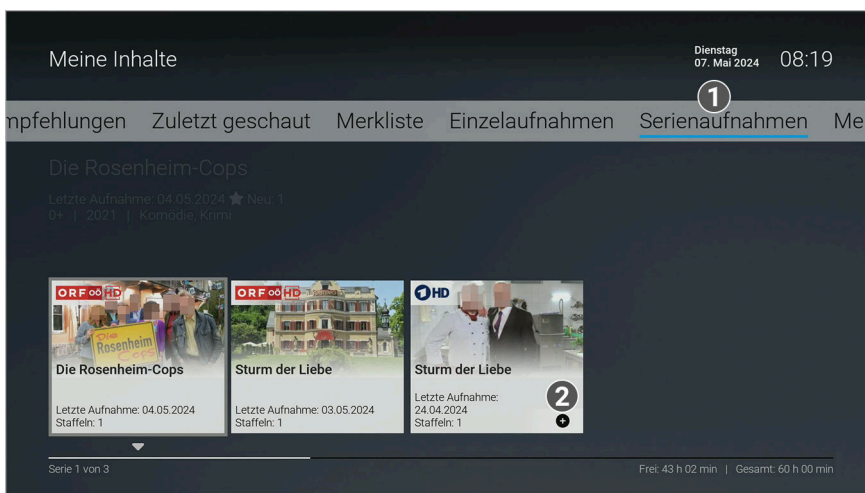 Meine Inhalte
Dienstag
07. Mai 2024
08:19
1
mpfehlungen Zuletzt geschaut Merkliste Einzelaufnahmen Serienaufnahmen Me
Die Rosenheim-Cops
Letzte Aufnahme: 04.05.2024 Neu: 1
0+ | 2021 | Komödie, Krimi
ORF OÖ HD
Die
Rosenheim
Cops
Die Rosenheim-Cops
Letzte Aufnahme: 04.05.2024
Staffeln: 1
ORF OÖ HD
Sturm der Liebe
Letzte Aufnahme: 03.05.2024
Staffeln: 1
1 HD
Sturm der Liebe
Letzte Aufnahme:
24.04.2024
Staffeln: 1
2
Serie 1 von 3
Frei: 43 h 02 min | Gesamt: 60 h 00 min